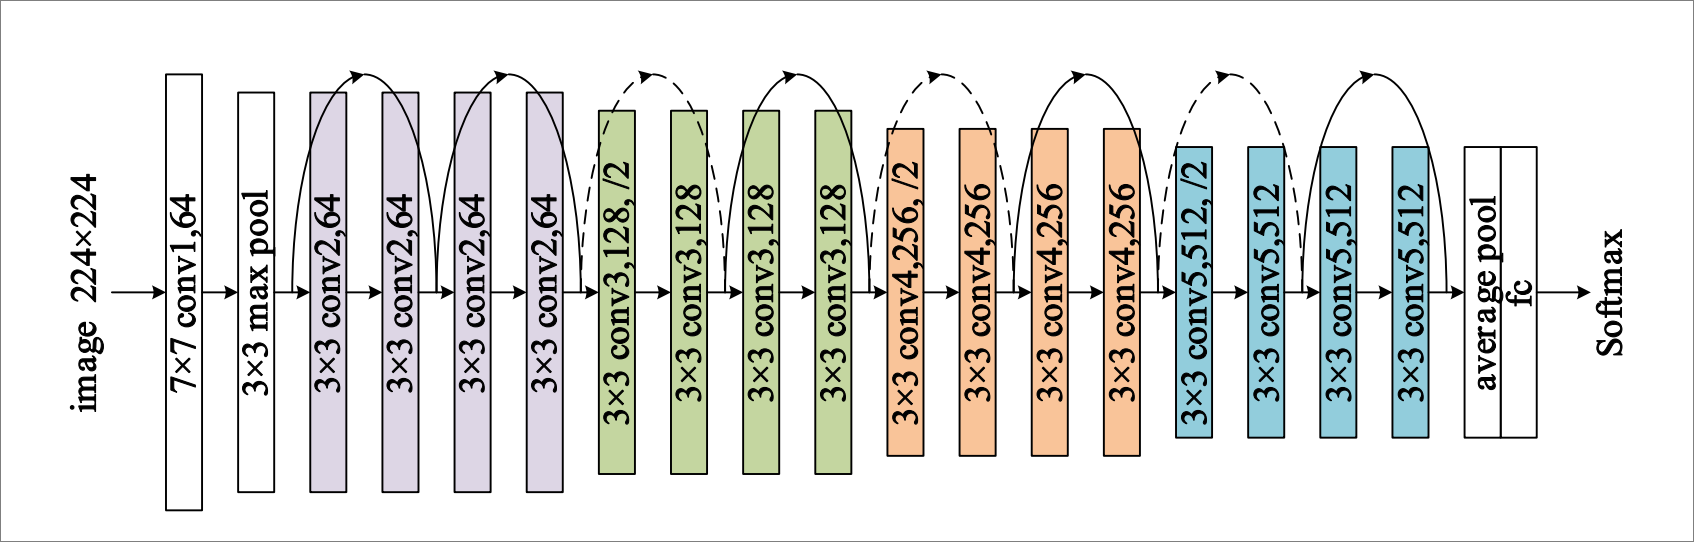 image 224×224
7×7 conv1,64
3×3 max pool
3×3 conv2,64
3×3 conv2,64
3×3 conv2,64
3×3 conv2,64
3×3 conv3,128, /2
3×3 conv3,128
3×3 conv3,128
3×3 conv3,128
3×3 conv4,256, /2
3×3 conv4,256
3×3 conv4,256
3×3 conv4,256
3×3 conv5,512, /2
3×3 conv5,512
3×3 conv5,512
3×3 conv5,512
average pool
fc
Softmax